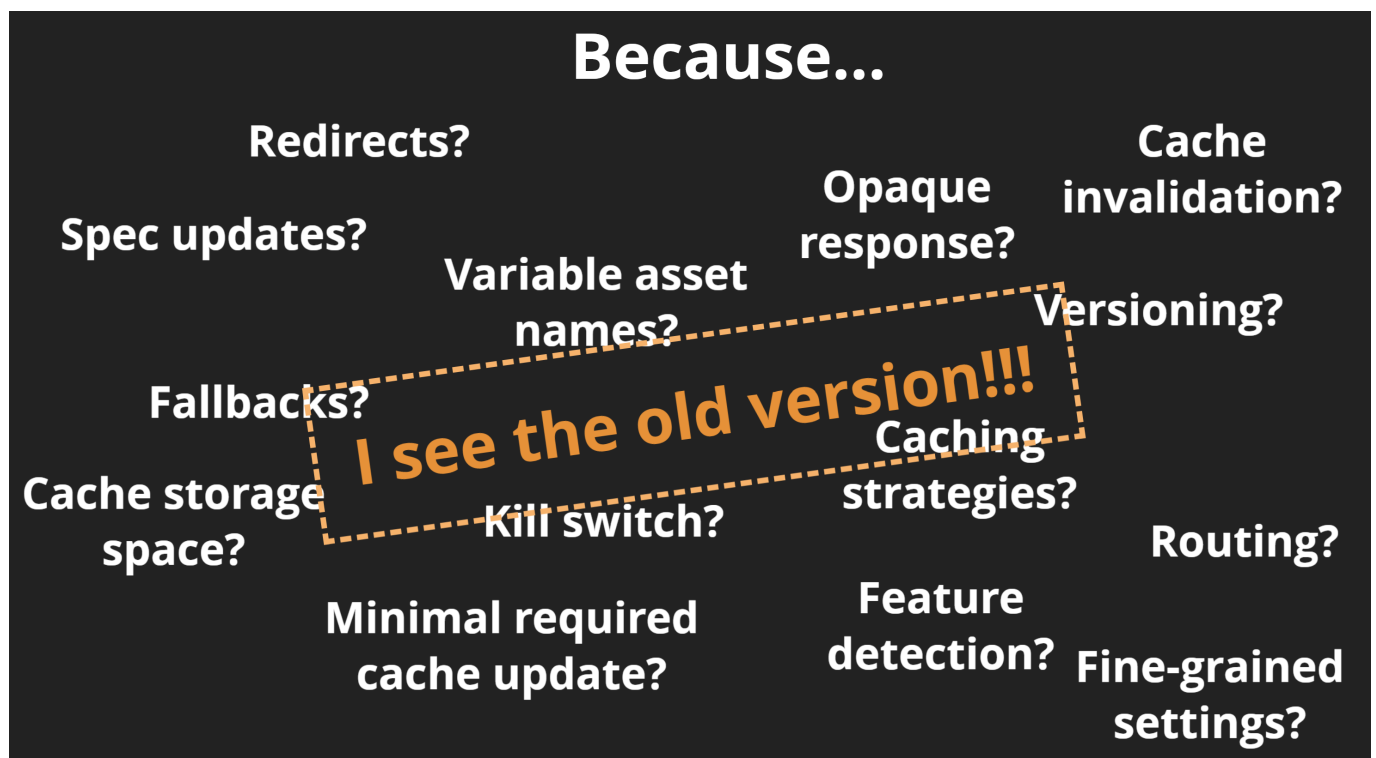 Because...
Redirects?
Cache
invalidation?
Opaque
response?
Spec updates?
Variable asset
names?
Versioning?
Fallbacks?
I see the old version!!!
Caching
strategies?
Cache storage
space?
Kill switch?
Routing?
Minimal required
cache update?
Feature
detection?
Fine-grained
settings?